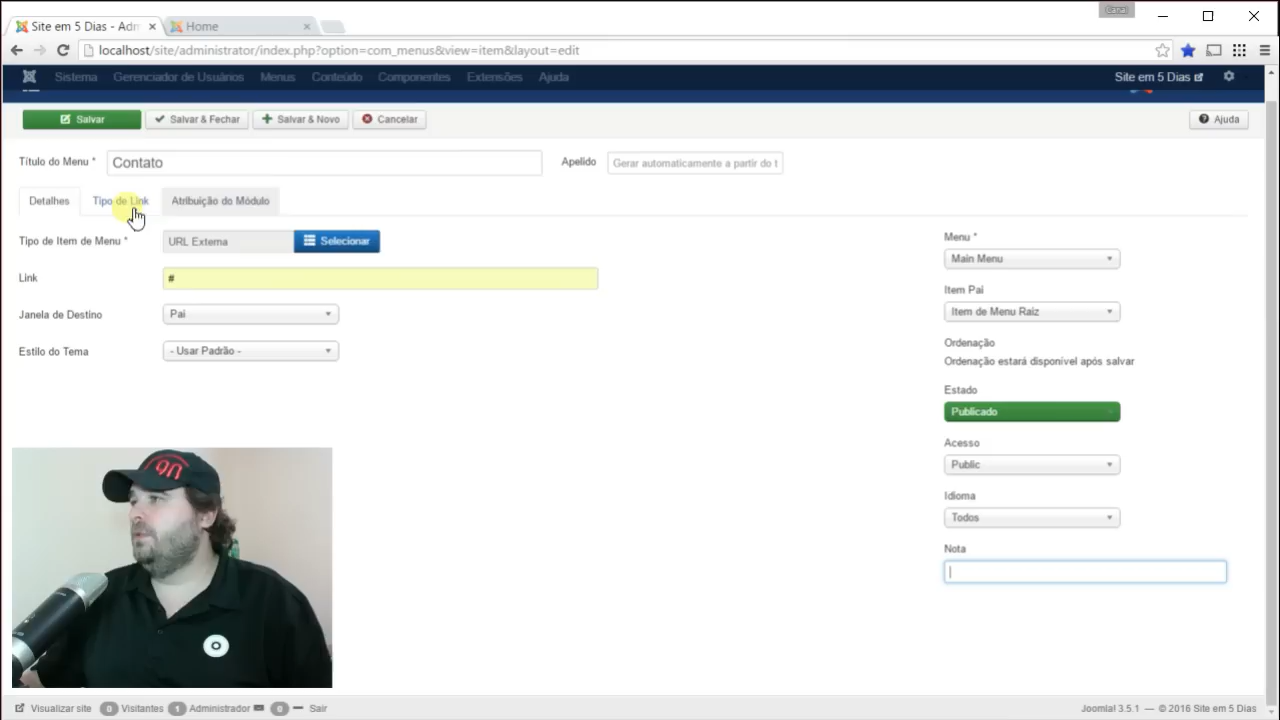 Canal
Site em 5 Dias - Adm
Home
localhost/site/administrator/index.php?option=com_menus&view=item&layout=edit
Sistema Gerenciador de Usuários Menus Conteúdo Componentes Extensões Ajuda Site em 5 Dias
Salvar Salvar & Fechar Salvar & Novo Cancelar Ajuda
Título do Menu * Contato Apelido Gerar automaticamente a partir do t
Detalhes Tipo de Link Atribuição do Módulo
Tipo de Item de Menu * URL Externa Selecionar
Link #
Janela de Destino Pai
Estilo do Tema - Usar Padrão -
Menu *
Main Menu
Item Pai
Item de Menu Raiz
Ordenação
Ordenação estará disponível após salvar
Estado
Publicado
Acesso
Public
Idioma
Todos
Nota
Visualizar site 0 Visitantes 1 Administrador 0 Sair Joomla! 3.5.1 — © 2016 Site em 5 Dias